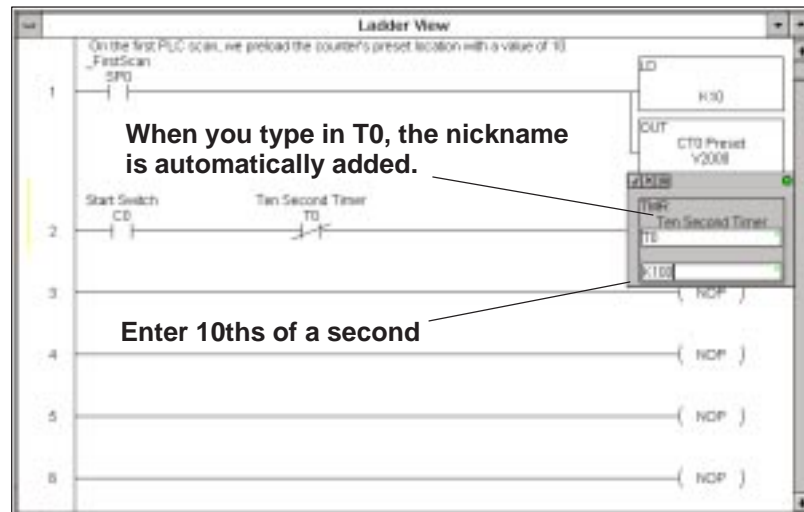 Ladder View
On the first PLC scan, we preload the counter's preset location with a value of 10.
_FirstScan
SP0
1
LD
K10
OUT
CT0 Preset
V2000
When you type in T0, the nickname
is automatically added.
Start Switch
C0
Ten Second Timer
T0
2
TMR
Ten Second Timer
T0
K100
3
( NOP )
Enter 10ths of a second
4
( NOP )
5
( NOP )
6
( NOP )